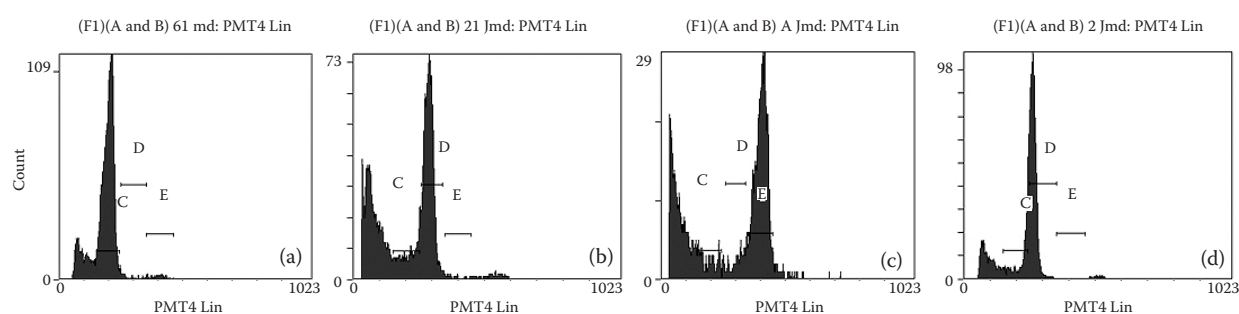 (F1)(A and B) 61 md: PMT4 Lin
(F1)(A and B) 21 Jmd: PMT4 Lin
(F1)(A and B) A Jmd: PMT4 Lin
(F1)(A and B) 2 Jmd: PMT4 Lin
Count
109
D
C
E
(a)
0
0
1023
PMT4 Lin
73
D
C
E
(b)
0
0
1023
PMT4 Lin
29
D
C
E
(c)
0
0
1023
PMT4 Lin
98
D
C
E
(d)
0
0
1023
PMT4 Lin